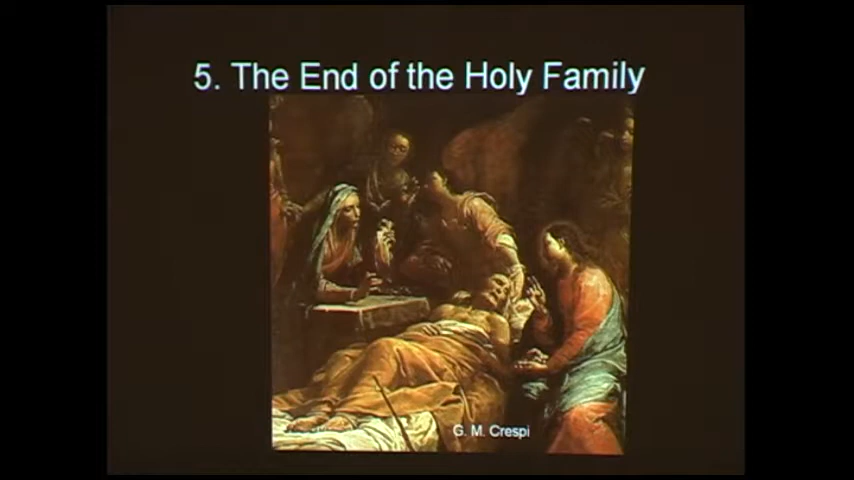 5. The End of the Holy Family
G. M. Crespi